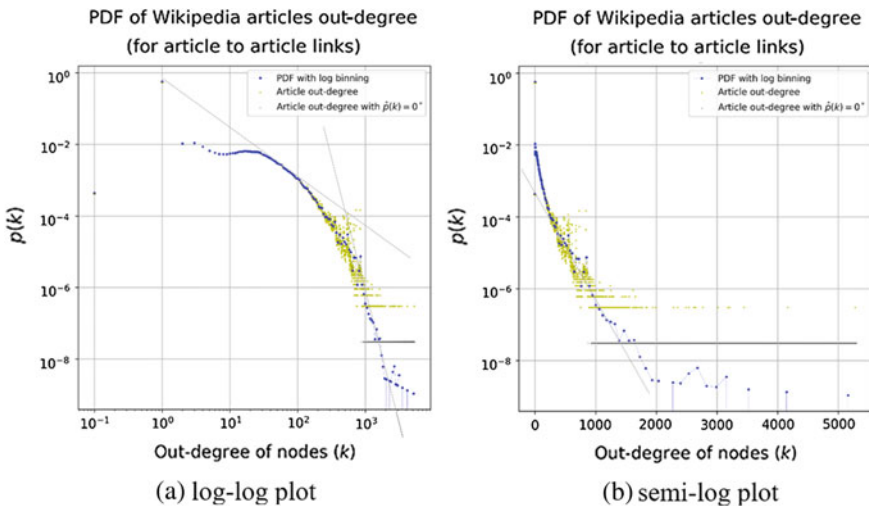 PDF of Wikipedia articles out-degree
(for article to article links)
PDF with log binning
Article out-degree
Article out-degree with p̂(k) = 0*
10⁰
10⁻²
10⁻⁴
10⁻⁶
10⁻⁸
p(k)
10⁻¹ 10⁰ 10¹ 10² 10³
Out-degree of nodes (k)
(a) log-log plot
PDF of Wikipedia articles out-degree
(for article to article links)
PDF with log binning
Article out-degree
Article out-degree with p̂(k) = 0*
10⁰
10⁻²
10⁻⁴
10⁻⁶
10⁻⁸
p(k)
0 1000 2000 3000 4000 5000
Out-degree of nodes (k)
(b) semi-log plot